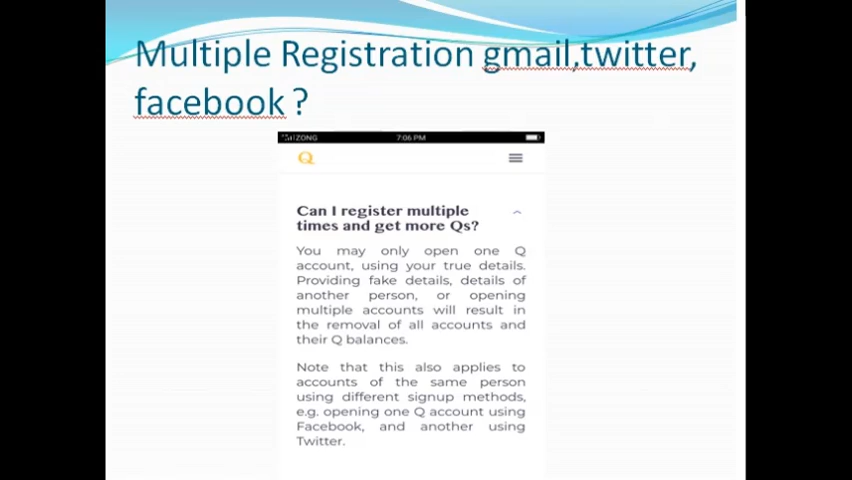 Multiple Registration gmail,twitter,
facebook ?
ZONG 7:06 PM
Q
Can I register multiple
times and get more Qs?
You may only open one Q
account, using your true details.
Providing fake details, details of
another person, or opening
multiple accounts will result in
the removal of all accounts and
their Q balances.
Note that this also applies to
accounts of the same person
using different signup methods,
e.g. opening one Q account using
Facebook, and another using
Twitter.